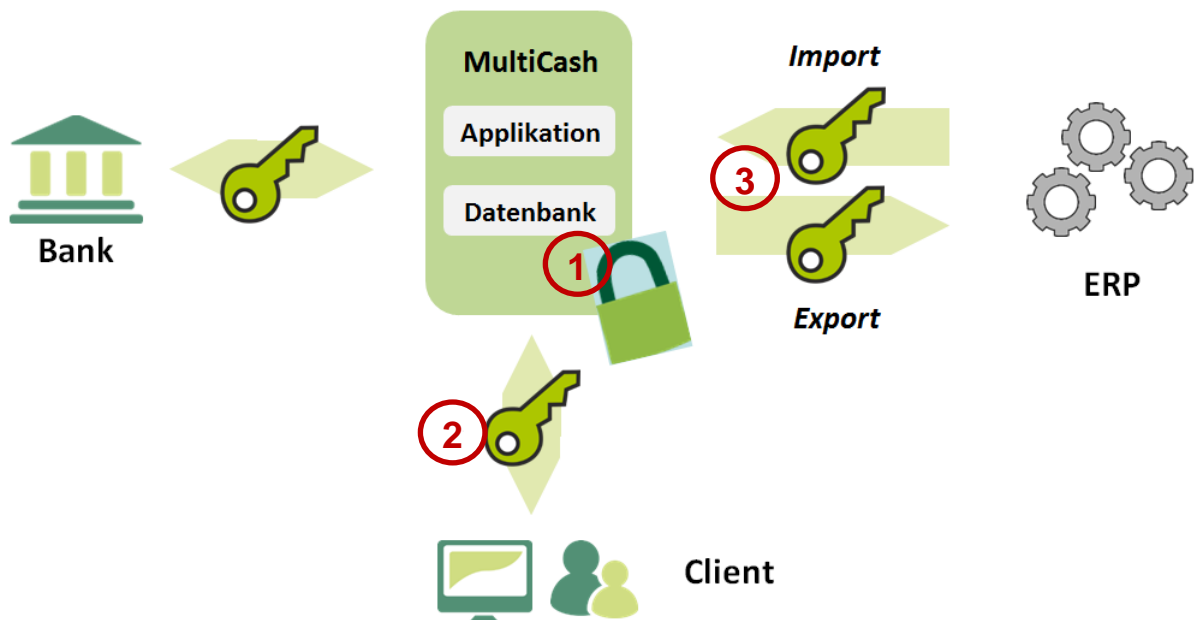 MultiCash
Applikation
Datenbank
Bank
Import
Export
ERP
1
2
3
Client